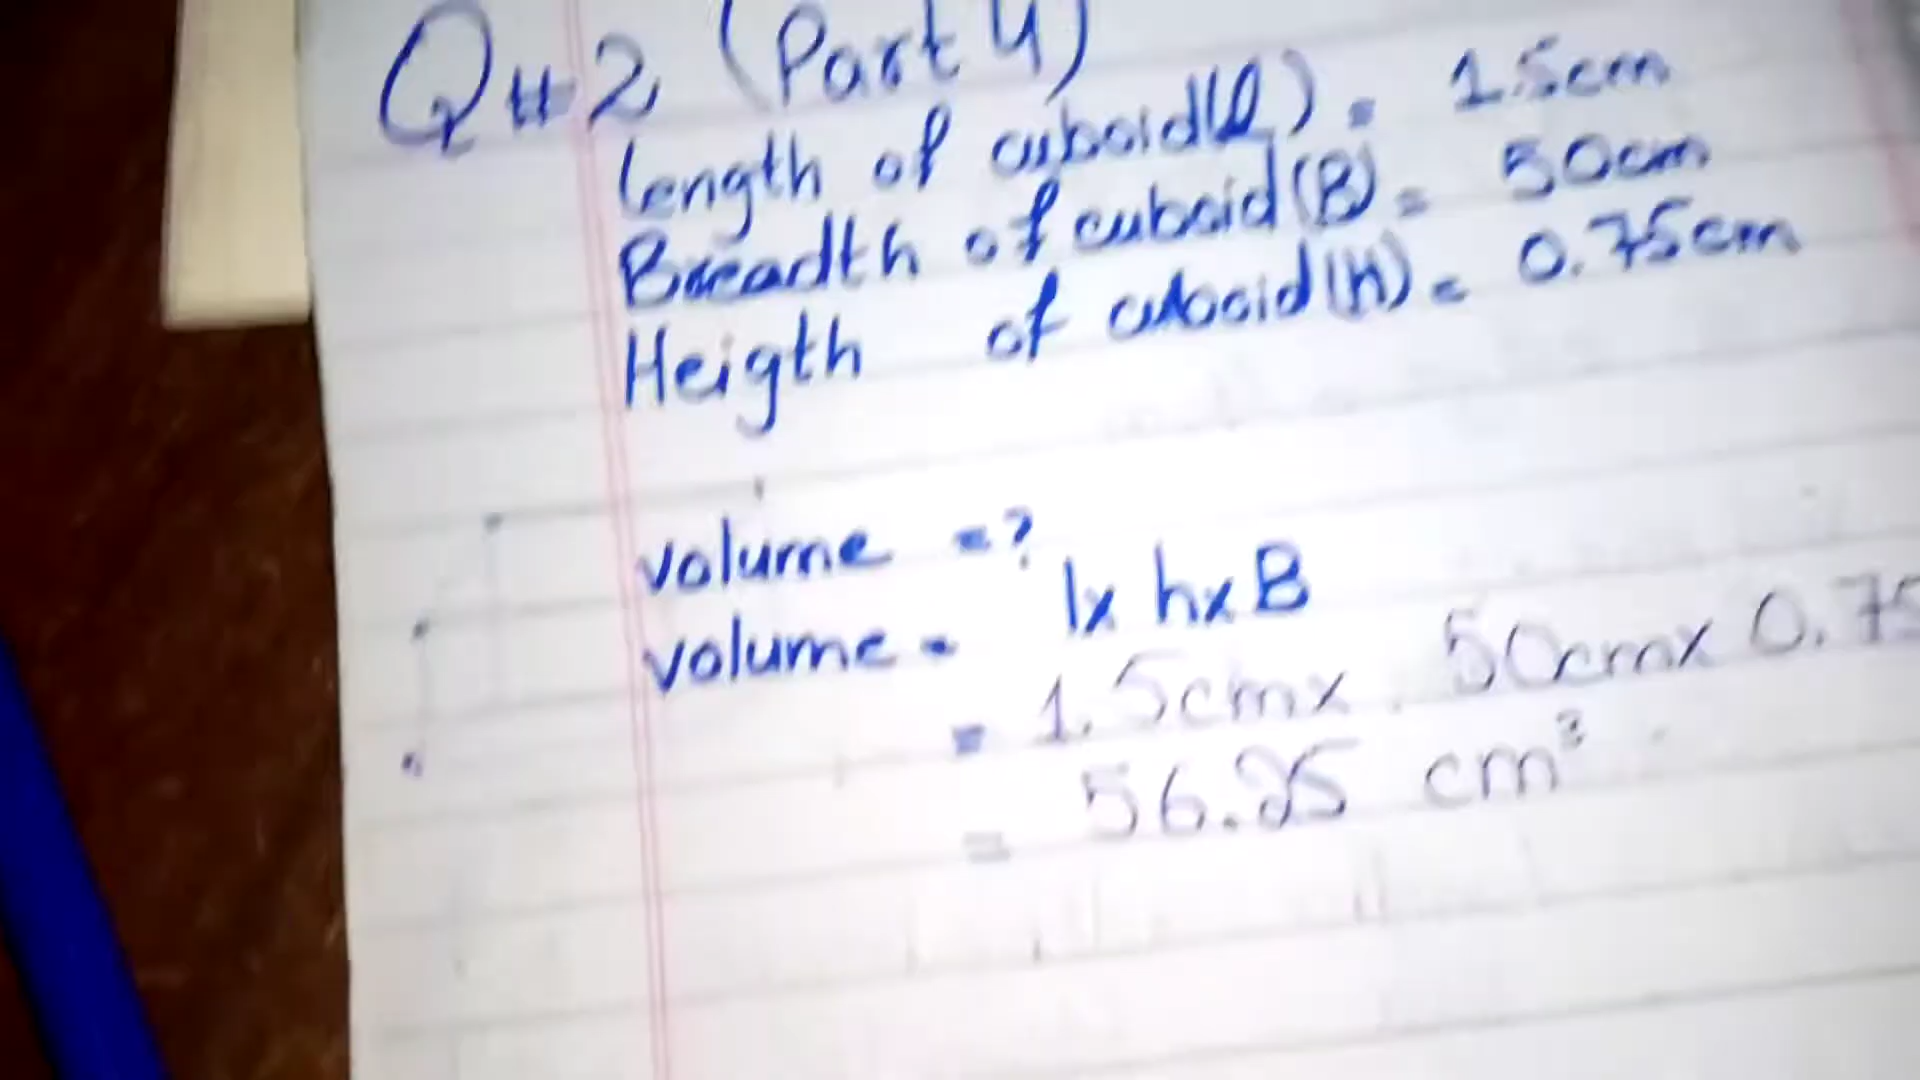 Q#2 (Part 4)
length of cuboid(l) = 1.5cm
Breadth of cuboid(B) = 50cm
Heigth of cuboid(h) = 0.75cm
volume =?
volume = l x h x B
= 1.5cm x 50cm x 0.75
= 56.25 cm³